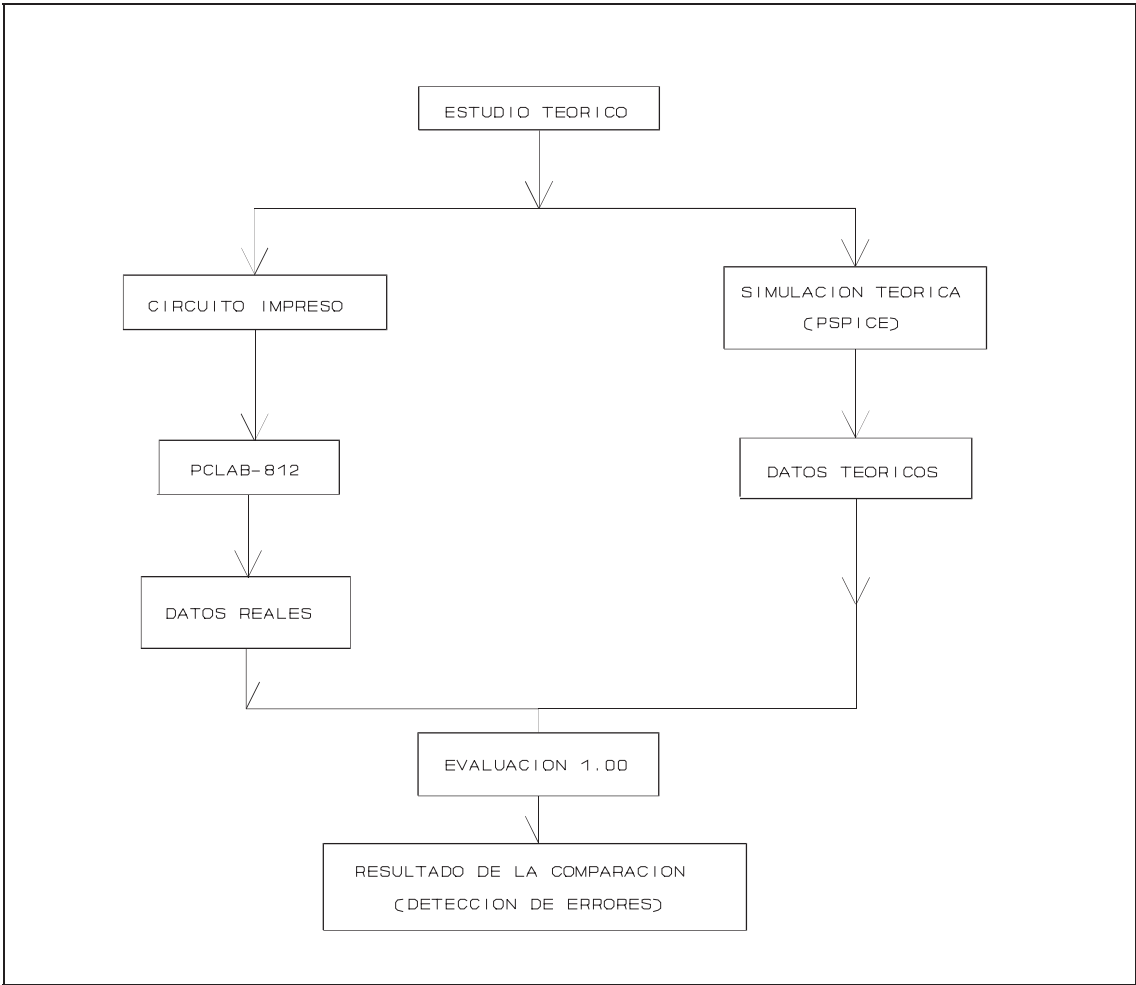 ESTUDIO TEORICO
CIRCUITO IMPRESO
SIMULACION TEORICA
(PSPICE)
PCLAB-812
DATOS TEORICOS
DATOS REALES
EVALUACION 1.00
RESULTADO DE LA COMPARACION
(DETECCION DE ERRORES)